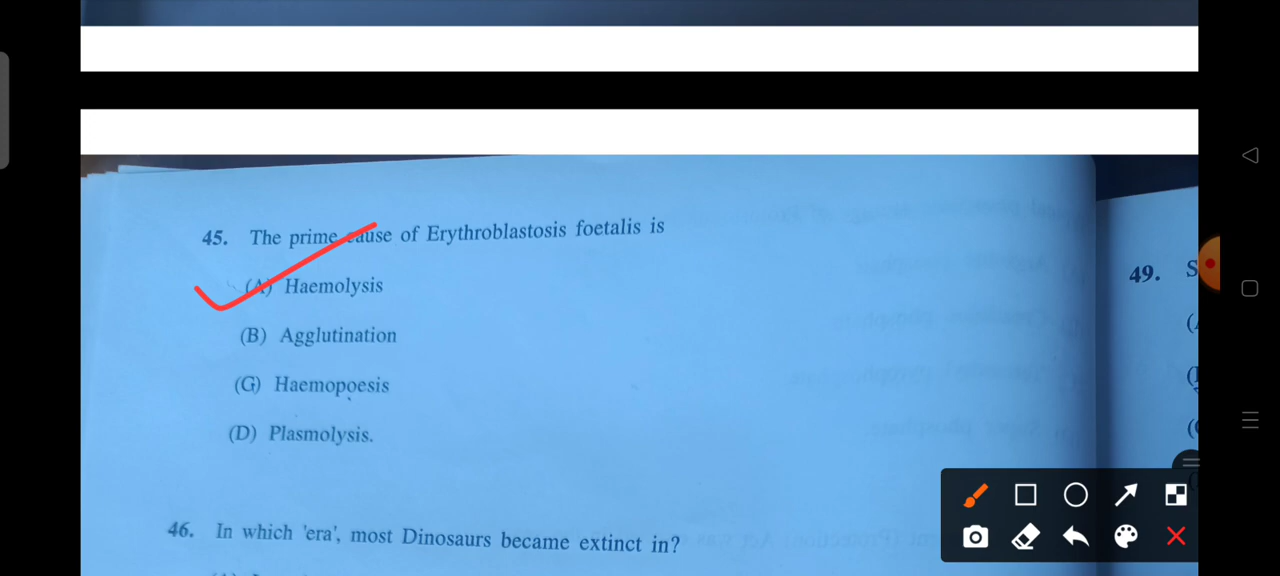 45. The prime cause of Erythroblastosis foetalis is
(A) Haemolysis
(B) Agglutination
(G) Haemopoesis
(D) Plasmolysis.
46. In which 'era', most Dinosaurs became extinct in?
49. S